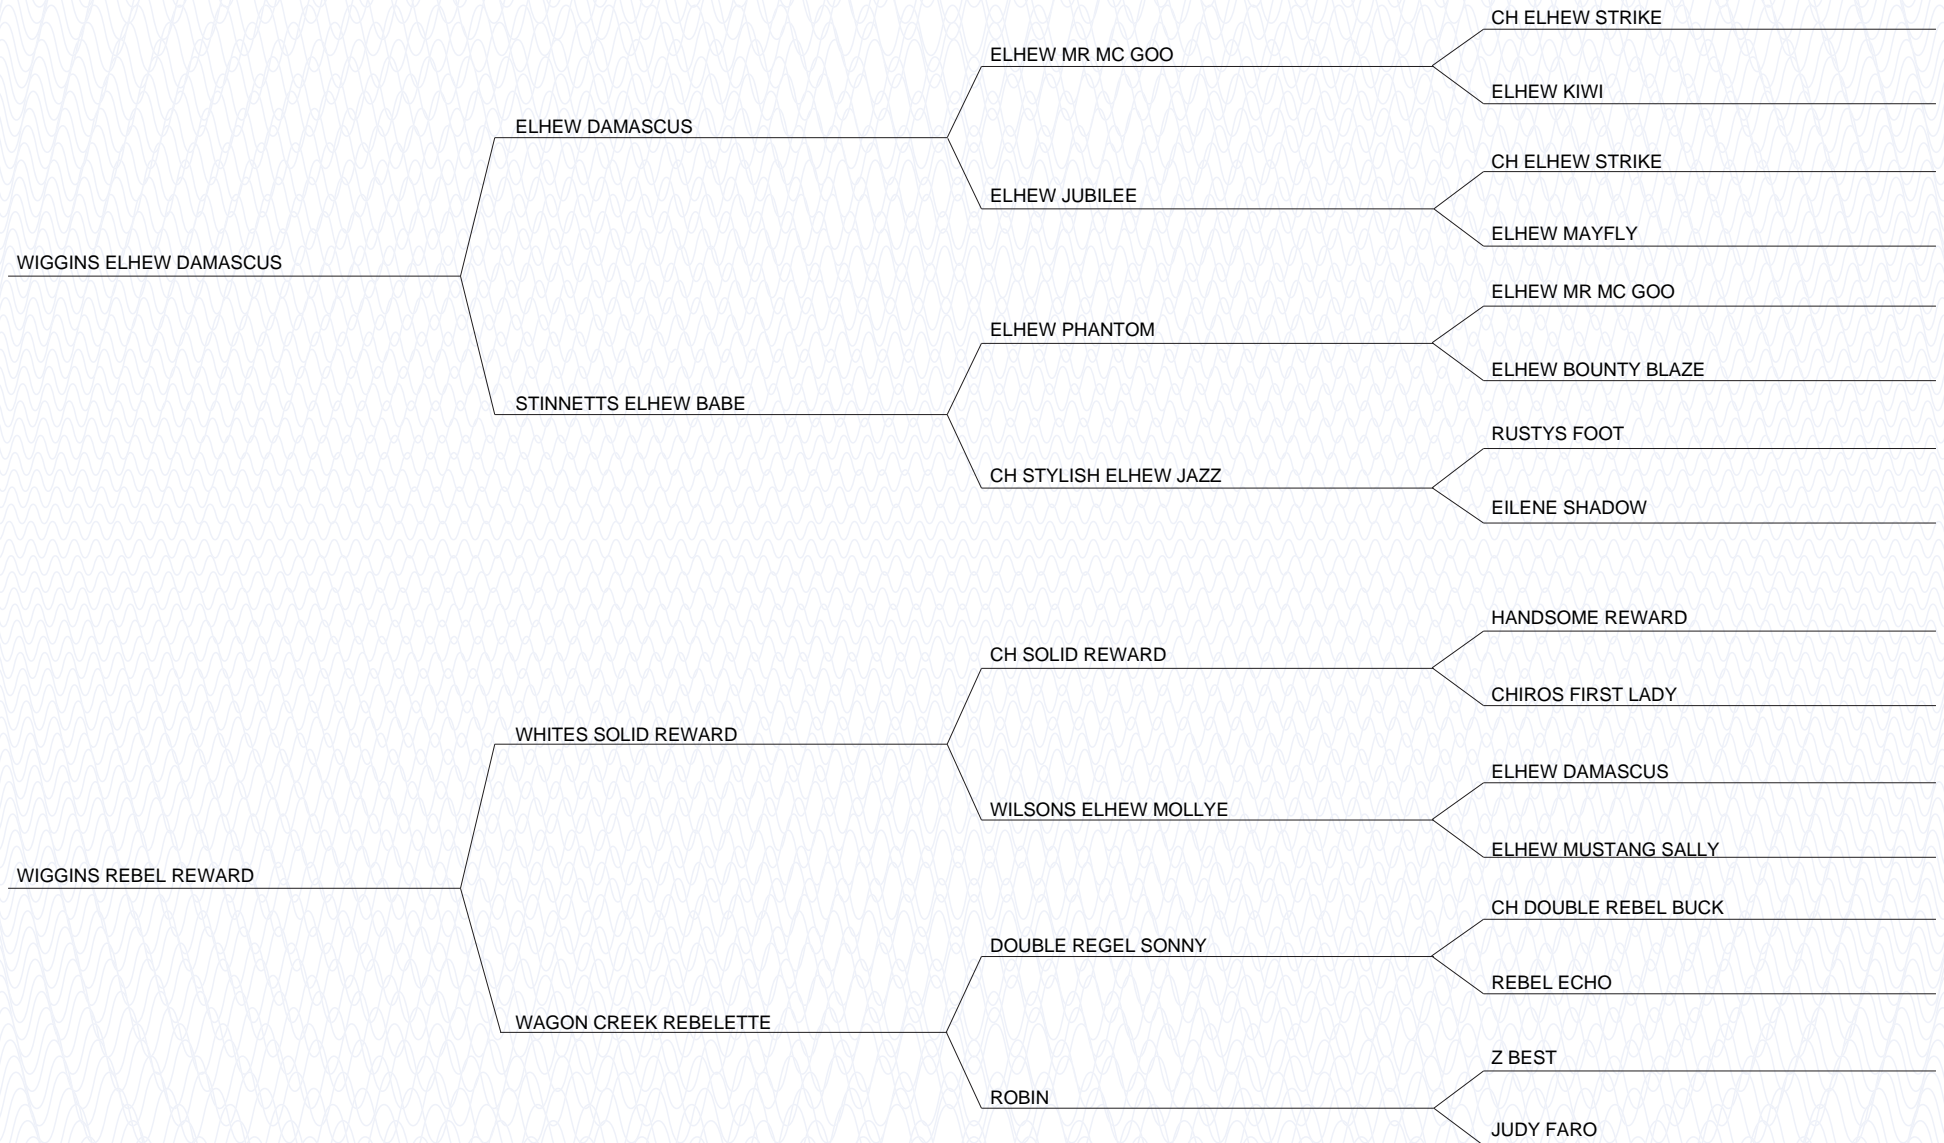 CH ELHEW STRIKE
ELHEW MR MC GOO
ELHEW KIWI
ELHEW DAMASCUS
CH ELHEW STRIKE
ELHEW JUBILEE
ELHEW MAYFLY
WIGGINS ELHEW DAMASCUS
ELHEW MR MC GOO
ELHEW PHANTOM
ELHEW BOUNTY BLAZE
STINNETTS ELHEW BABE
RUSTYS FOOT
CH STYLISH ELHEW JAZZ
EILENE SHADOW
HANDSOME REWARD
CH SOLID REWARD
CHIROS FIRST LADY
WHITES SOLID REWARD
ELHEW DAMASCUS
WILSONS ELHEW MOLLYE
ELHEW MUSTANG SALLY
WIGGINS REBEL REWARD
CH DOUBLE REBEL BUCK
DOUBLE REGEL SONNY
REBEL ECHO
WAGON CREEK REBELETTE
Z BEST
ROBIN
JUDY FARO